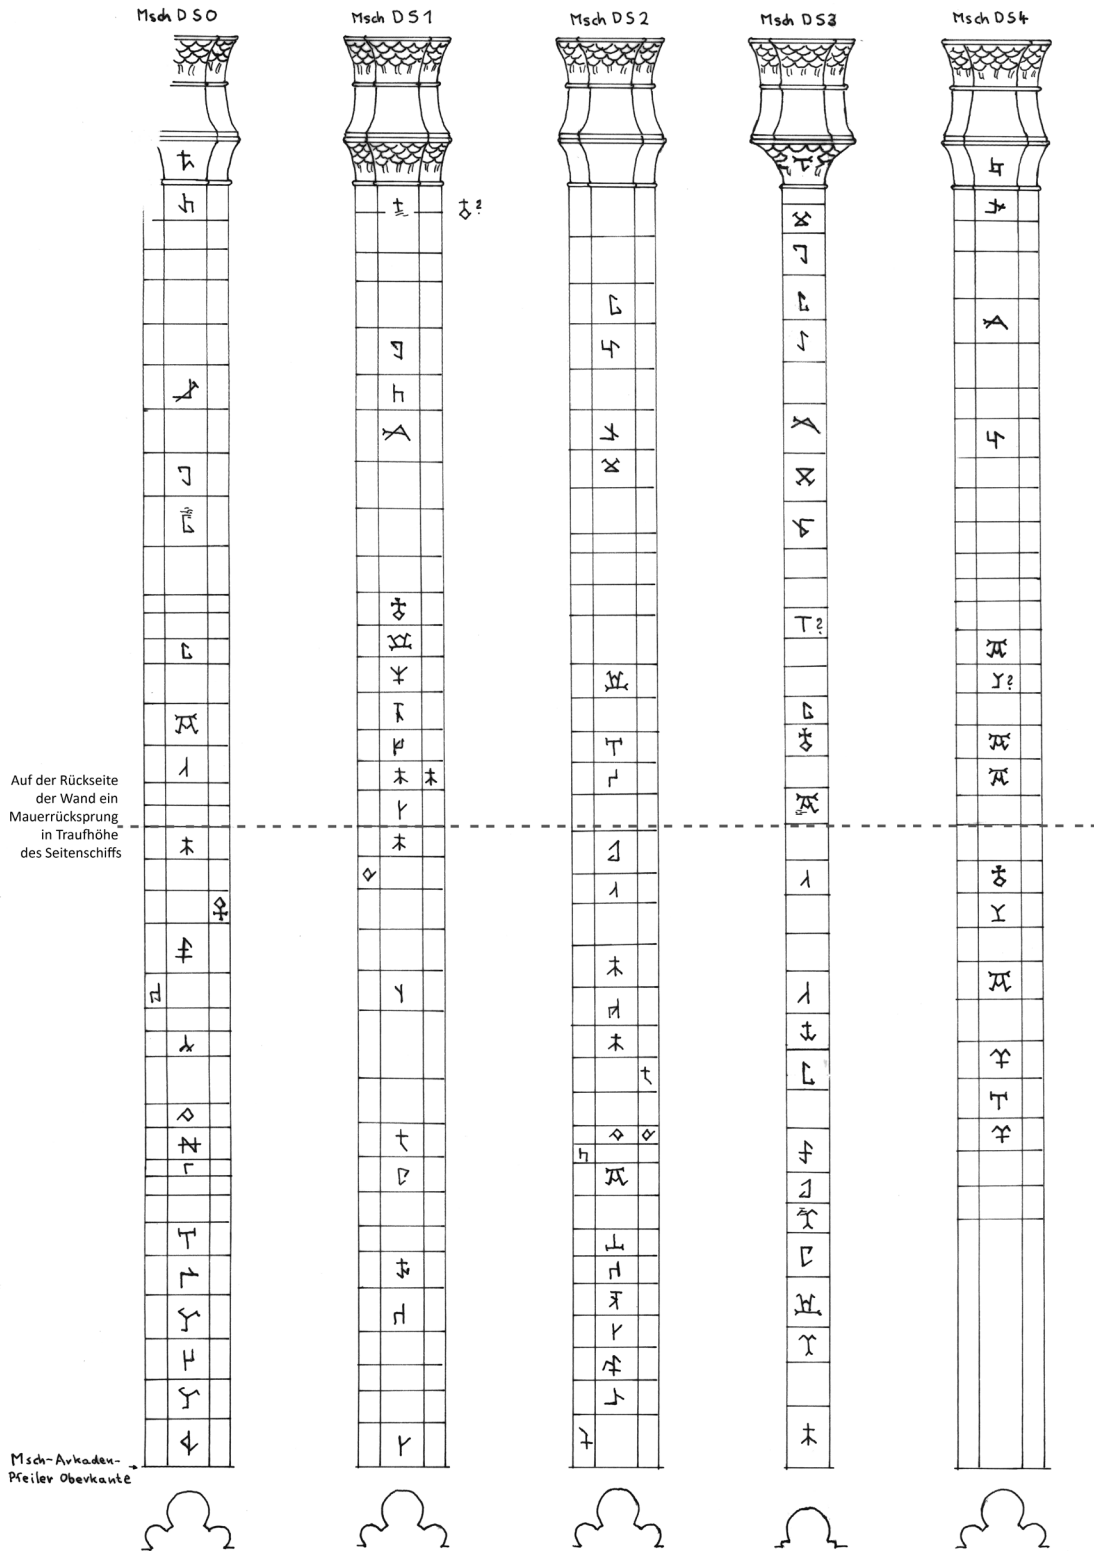 Msch DS0
Msch DS1
Msch DS2
Msch DS3
Msch DS4
?
?
?
Auf der Rückseite
der Wand ein
Mauerrücksprung
in Traufhöhe
des Seitenschiffs
Msch-Arkaden-
Pfeiler Oberkante